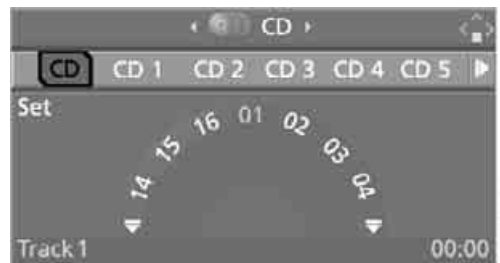 CD
CD CD 1 CD 2 CD 3 CD 4 CD 5
Set
14 15 16 01 02 03 04
Track 1 00:00